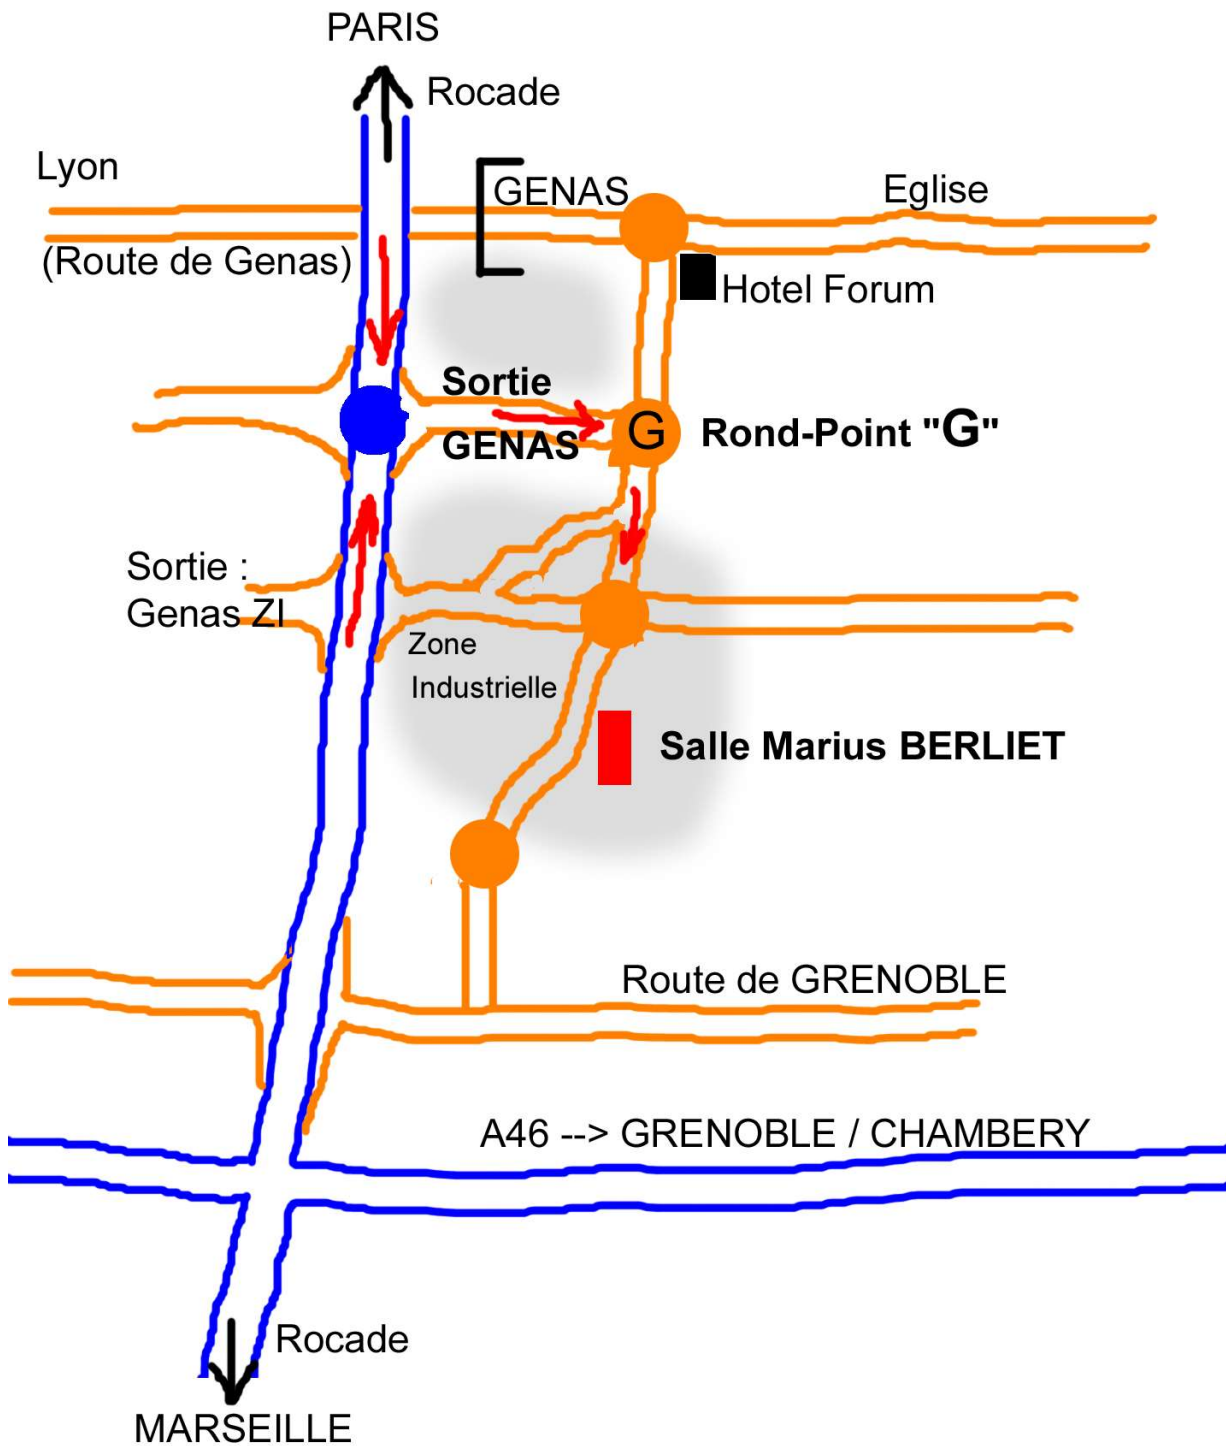 PARIS
Rocade
Lyon
GENAS
Eglise
(Route de Genas)
Hotel Forum
Sortie
GENAS
G
Rond-Point "G"
Sortie :
Genas ZI
Zone
Industrielle
Salle Marius BERLIET
Route de GRENOBLE
A46 --> GRENOBLE / CHAMBERY
Rocade
MARSEILLE